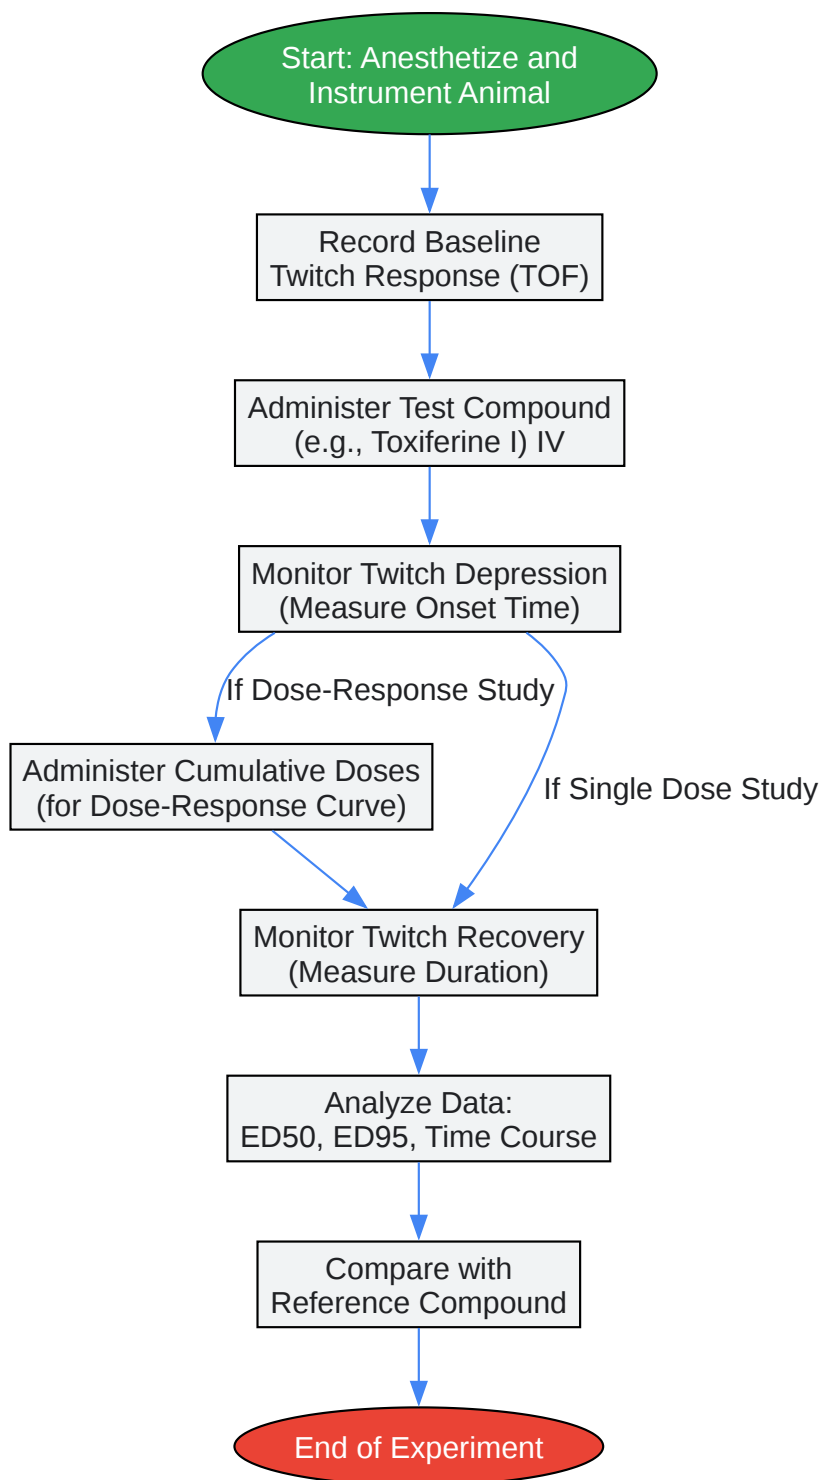 Start: Anesthetize and
Instrument Animal
Record Baseline
Twitch Response (TOF)
Administer Test Compound
(e.g., Toxiferine I) IV
Monitor Twitch Depression
(Measure Onset Time)
If Dose-Response Study
Administer Cumulative Doses
(for Dose-Response Curve)
If Single Dose Study
Monitor Twitch Recovery
(Measure Duration)
Analyze Data:
ED50, ED95, Time Course
Compare with
Reference Compound
End of Experiment